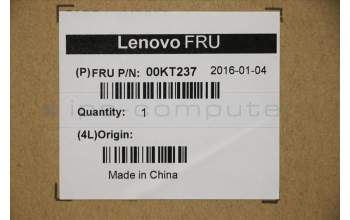 Lenovo FRU
(P)FRU P/N: 00KT237 2016-01-04
Quantity: 1
(4L)Origin:
Made in China